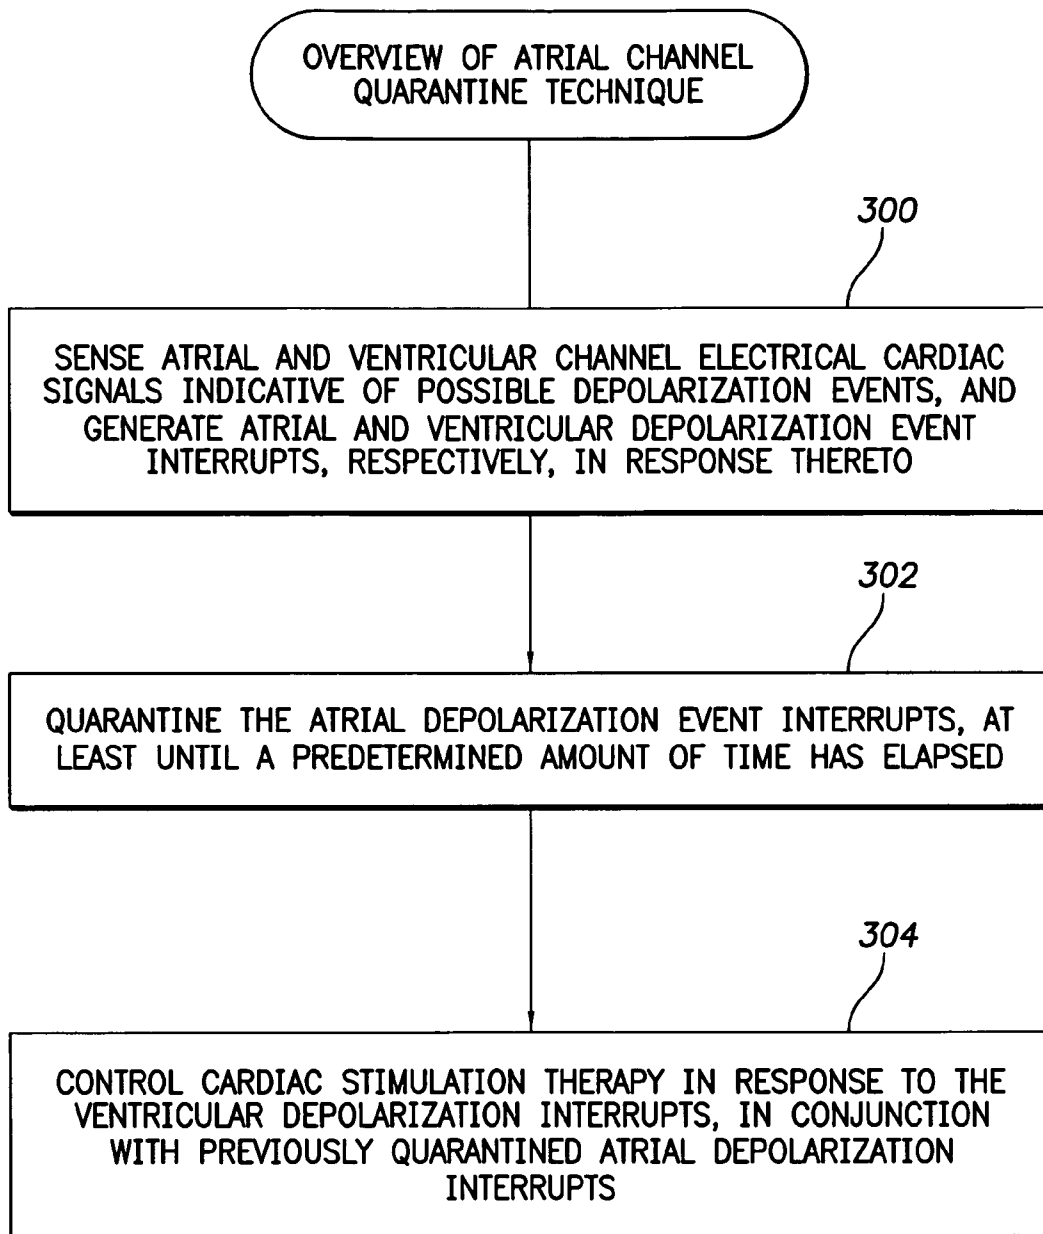 OVERVIEW OF ATRIAL CHANNEL
QUARANTINE TECHNIQUE
300
SENSE ATRIAL AND VENTRICULAR CHANNEL ELECTRICAL CARDIAC
SIGNALS INDICATIVE OF POSSIBLE DEPOLARIZATION EVENTS, AND
GENERATE ATRIAL AND VENTRICULAR DEPOLARIZATION EVENT
INTERRUPTS, RESPECTIVELY, IN RESPONSE THERETO
302
QUARANTINE THE ATRIAL DEPOLARIZATION EVENT INTERRUPTS, AT
LEAST UNTIL A PREDETERMINED AMOUNT OF TIME HAS ELAPSED
304
CONTROL CARDIAC STIMULATION THERAPY IN RESPONSE TO THE
VENTRICULAR DEPOLARIZATION INTERRUPTS, IN CONJUNCTION
WITH PREVIOUSLY QUARANTINED ATRIAL DEPOLARIZATION
INTERRUPTS